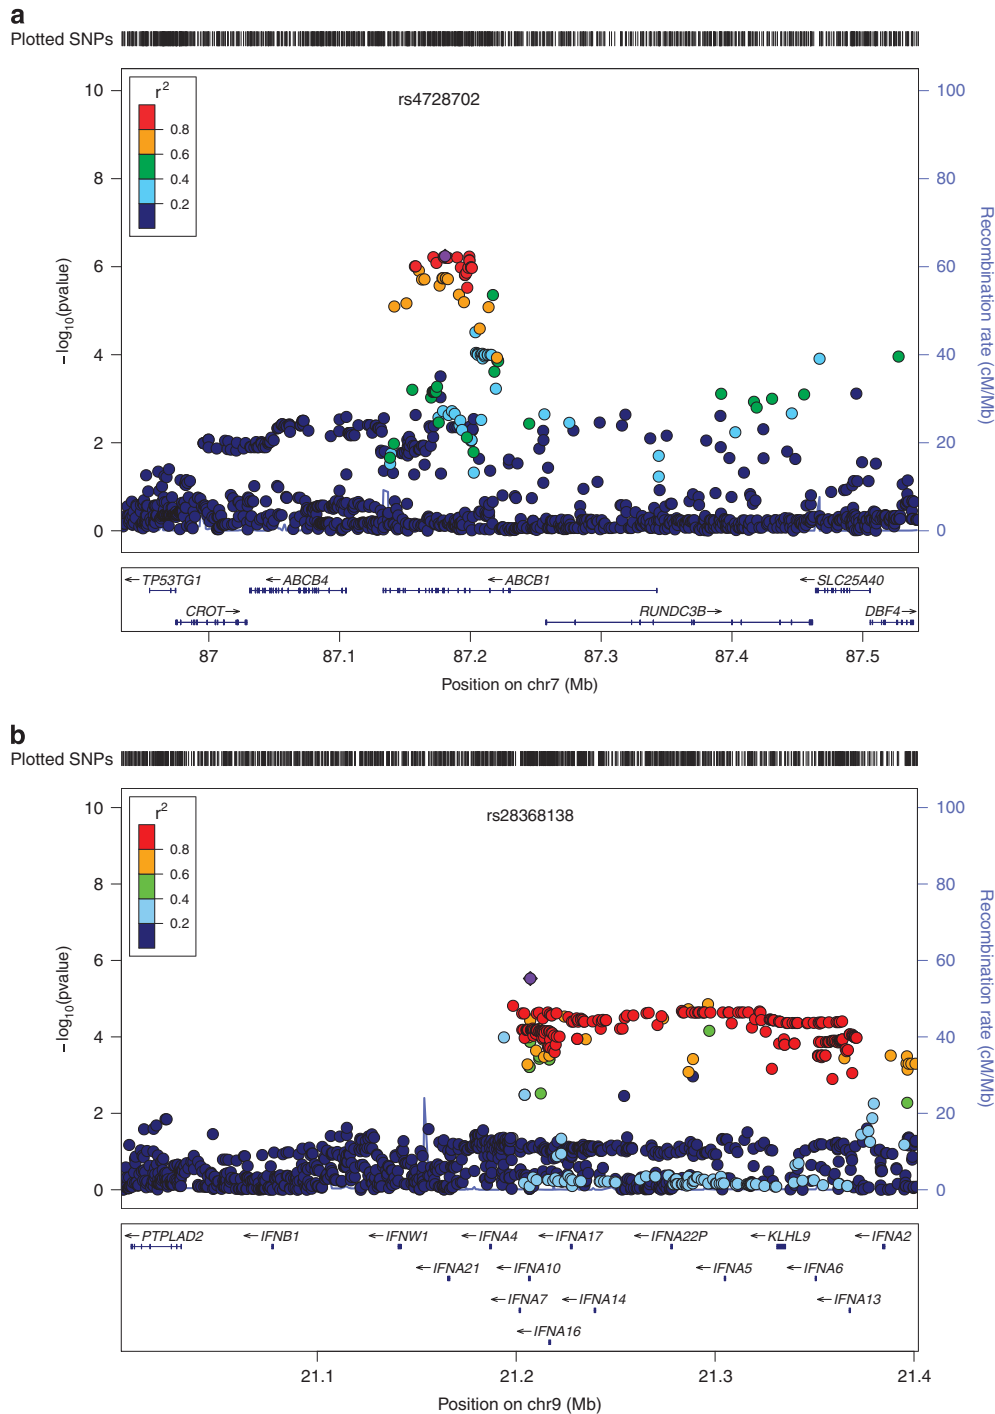 a
Plotted SNPs
r2
0.8
0.6
0.4
0.2
rs4728702
10
8
6
4
2
0
− log10(pvalue)
100
80
60
40
20
0
Recombination rate (cM/Mb)
←TP53TG1
←ABCB4
←ABCB1
←SLC25A40
CROT→
RUNDC3B→
DBF4→
87
87.1
87.2
87.3
87.4
87.5
Position on chr7 (Mb)
b
Plotted SNPs
r2
0.8
0.6
0.4
0.2
rs28368138
10
8
6
4
2
0
− log10(pvalue)
100
80
60
40
20
0
Recombination rate (cM/Mb)
←PTPLAD2
←IFNB1
←IFNW1
←IFNA4
←IFNA17
←IFNA22P
←KLHL9
←IFNA2
←IFNA21
←IFNA10
←IFNA5
←IFNA6
←IFNA7
←IFNA14
←IFNA13
←IFNA16
21.1
21.2
21.3
21.4
Position on chr9 (Mb)